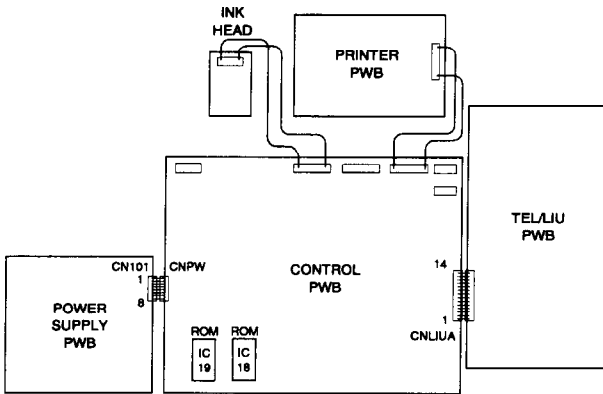 INK
HEAD
PRINTER
PWB
TEL/LIU
PWB
CN101
CNPW
1
8
CONTROL
PWB
14
1
CNLIUA
POWER
SUPPLY
PWB
ROM
ROM
IC
19
IC
18